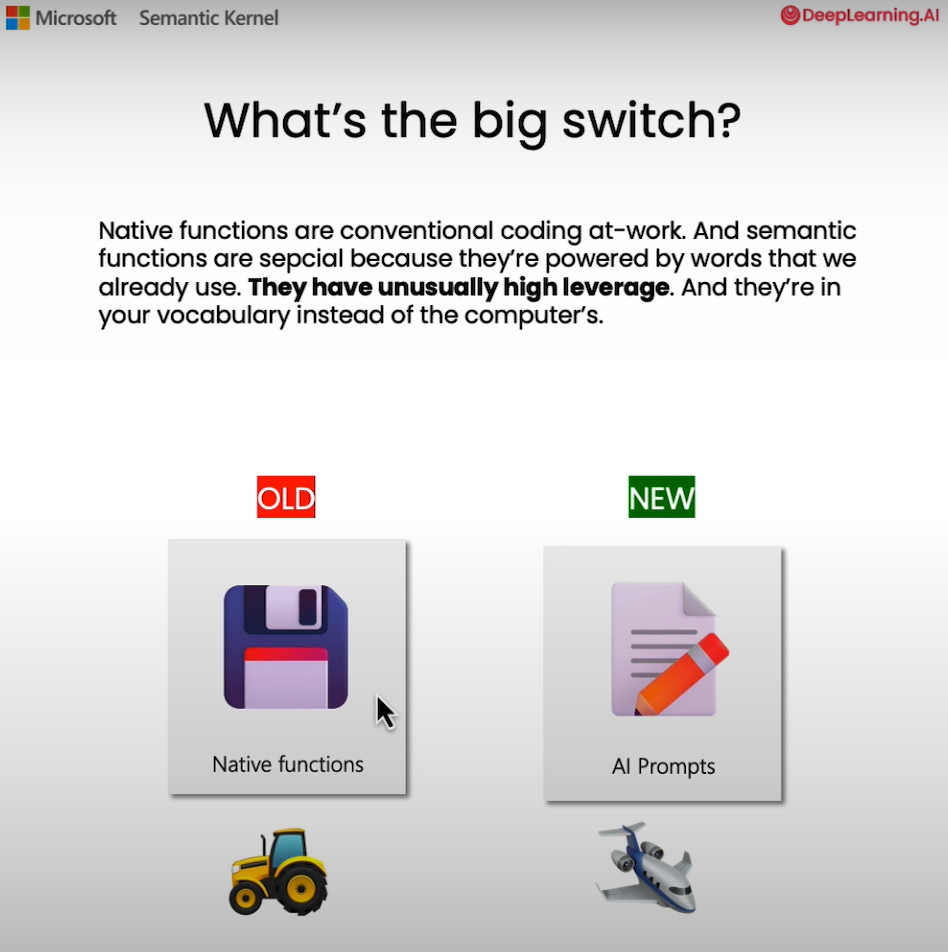 Microsoft Semantic Kernel
DeepLearning.AI
What's the big switch?
Native functions are conventional coding at-work. And semantic
functions are sepcial because they're powered by words that we
already use. They have unusually high leverage. And they're in
your vocabulary instead of the computer's.
OLD
NEW
Native functions
AI Prompts